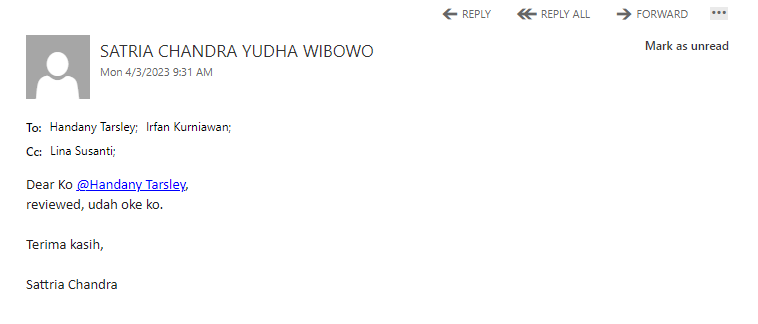 REPLY REPLY ALL FORWARD
SATRIA CHANDRA YUDHA WIBOWO
Mark as unread
Mon 4/3/2023 9:31 AM
To: Handany Tarsley; Irfan Kurniawan;
Cc: Lina Susanti;
Dear Ko @Handany Tarsley,
reviewed, udah oke ko.
Terima kasih,
Sattria Chandra